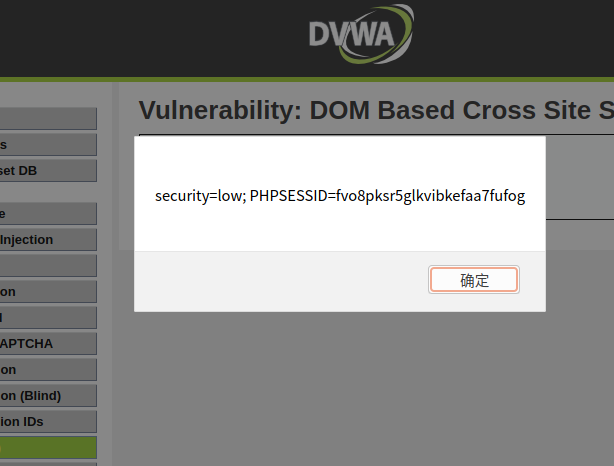 DVWA
Vulnerability: DOM Based Cross Site S
s
set DB
e
Injection
on
l
APTCHA
on
on (Blind)
ion IDs
security=low; PHPSESSID=fvo8pksr5glkvibkefaa7fufog
确定